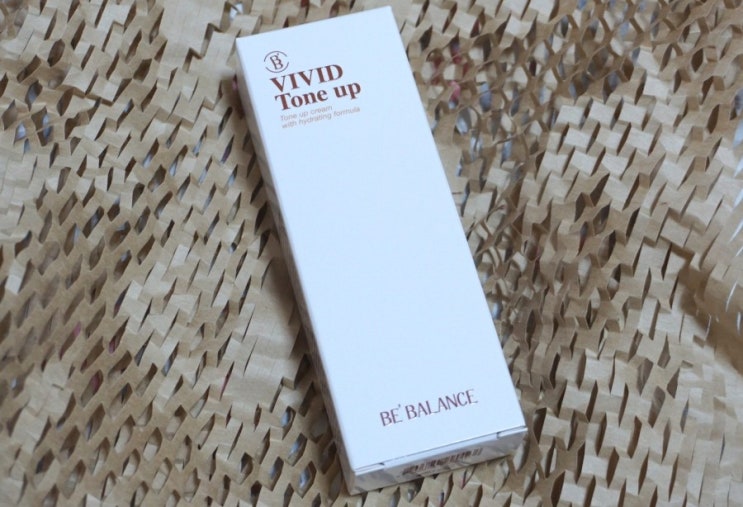 VIVID
Tone up
Tone up cream
with hydrating formula
BE'BALANCE